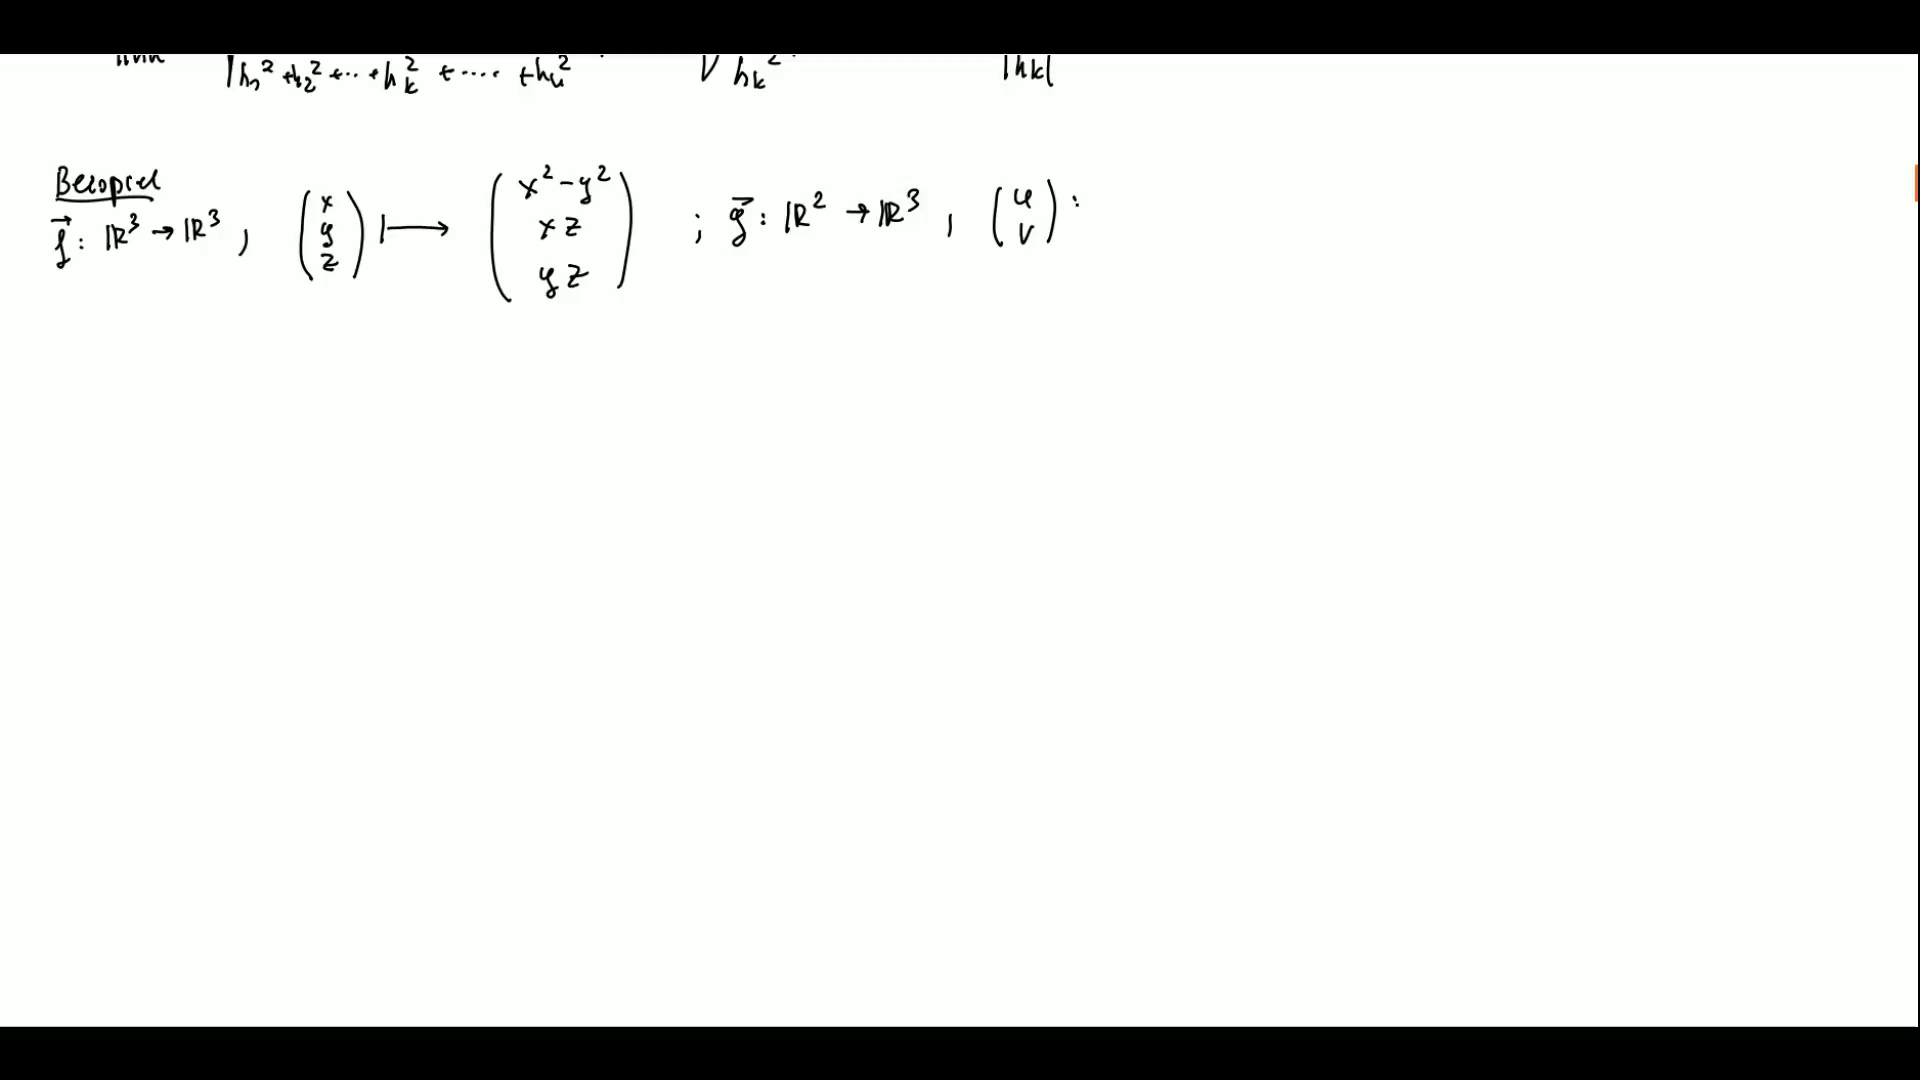 h₁² + h₂² + ... + h_k² + .... + h_n² √h_k² |h_k|
Beispiel
f⃗ : ℝ³ → ℝ³ , (x y z) ↦ (x² - y² xz yz) ; g⃗ : ℝ² → ℝ³ , (u v) :